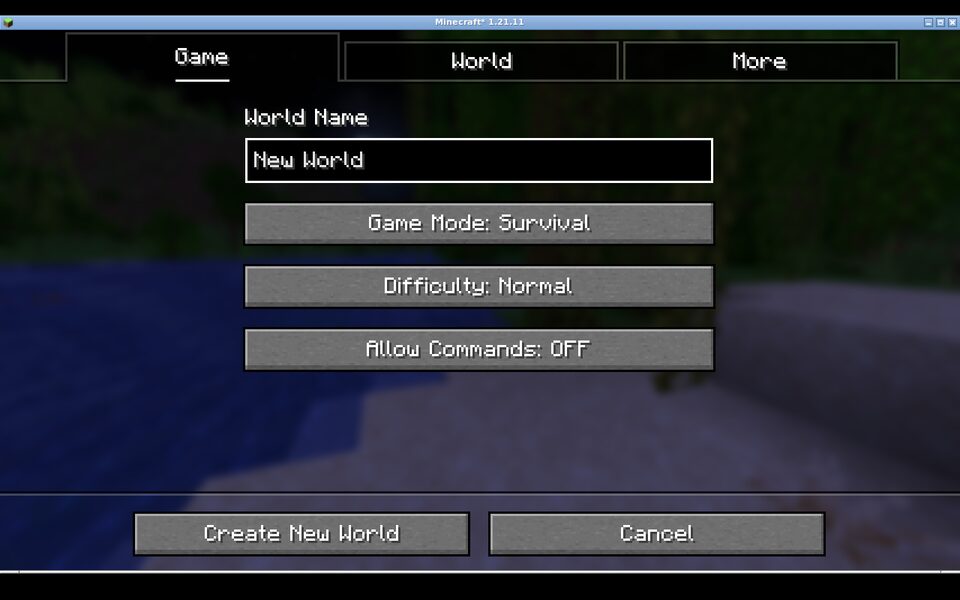 Minecraft* 1.21.11
Game
World
More
World Name
New World
Game Mode: Survival
Difficulty: Normal
Allow Commands: OFF
Create New World
Cancel